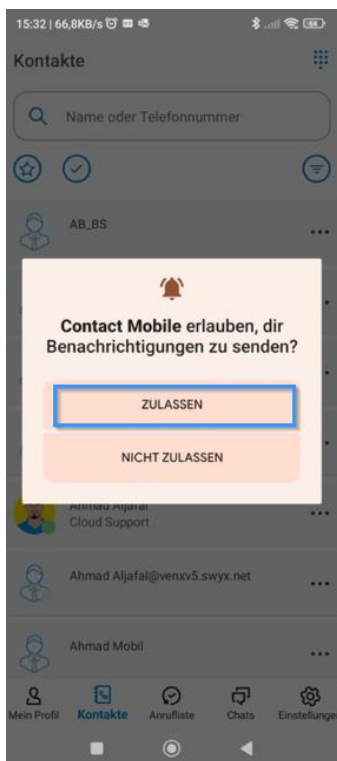 15:32 | 66,8KB/s
Kontakte
Name oder Telefonnummer
AB_BS
Contact Mobile erlauben, dir
Benachrichtigungen zu senden?
ZULASSEN
NICHT ZULASSEN
Ahmad Aljafal
Cloud Support
Ahmad Aljafal@venxv5.swyx.net
Ahmad Mobil
Mein Profil Kontakte Anrufliste Chats Einstellunge